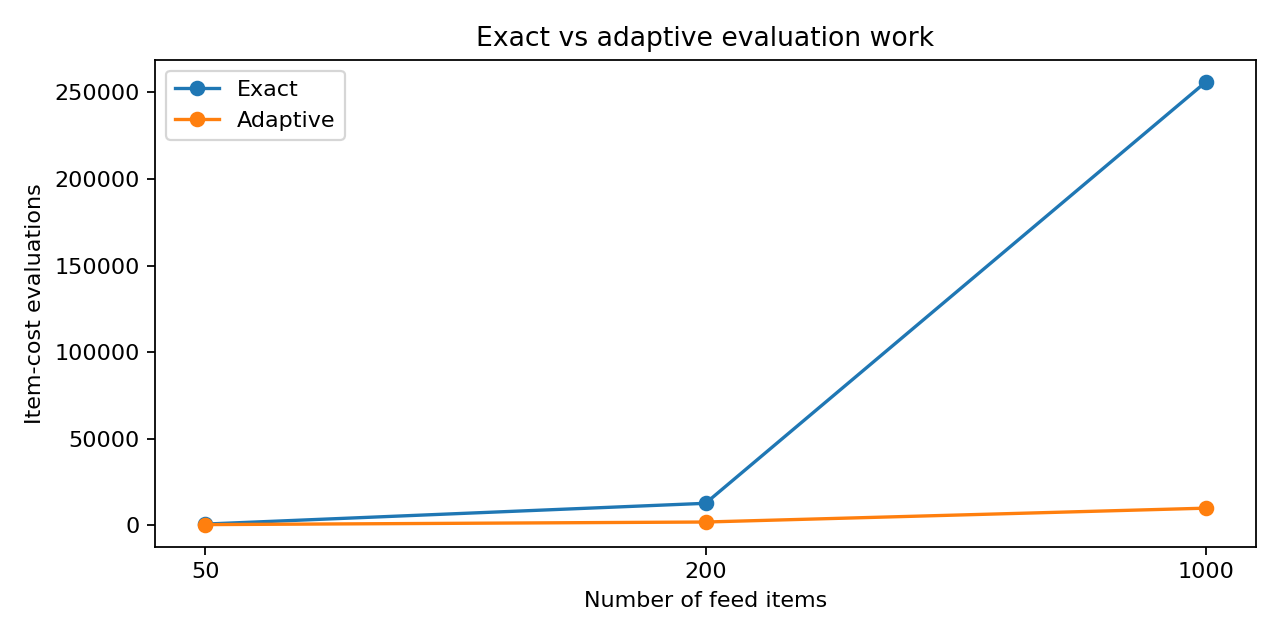 Exact vs adaptive evaluation work
Exact
Adaptive
Item-cost evaluations
250000
200000
150000
100000
50000
0
50 200 1000
Number of feed items